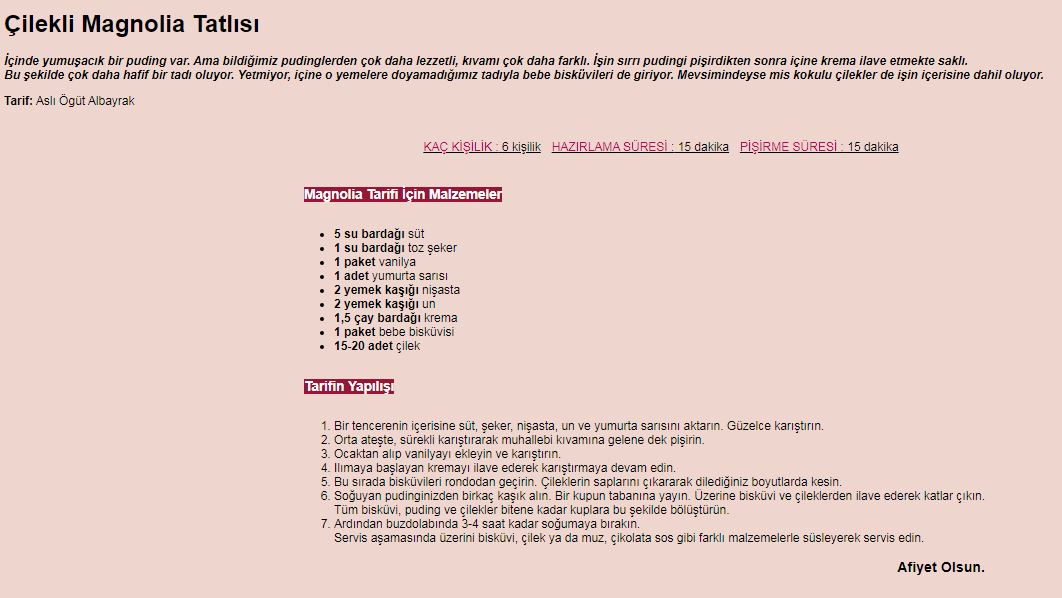 Çilekli Magnolia Tatlısı
İçinde yumuşacık bir puding var. Ama bildiğimiz pudinglerden çok daha lezzetli, kıvamı çok daha farklı. İşin sırrı pudingi pişirdikten sonra içine krema ilave etmekte saklı.
Bu şekilde çok daha hafif bir tadı oluyor. Yetmiyor, içine o yemelere doyamadığımız tadıyla bebe bisküvileri de giriyor. Mevsimindeyse mis kokulu çilekler de işin içerisine dahil oluyor.
Tarif: Aslı Ögüt Albayrak
KAÇ KİŞİLİK : 6 kişilik HAZIRLAMA SÜRESİ : 15 dakika PİŞİRME SÜRESİ : 15 dakika
Magnolia Tarifi İçin Malzemeler
• 5 su bardağı süt
• 1 su bardağı toz şeker
• 1 paket vanilya
• 1 adet yumurta sarısı
• 2 yemek kaşığı nişasta
• 2 yemek kaşığı un
• 1,5 çay bardağı krema
• 1 paket bebe bisküvisi
• 15-20 adet çilek
Tarifin Yapılışı
1. Bir tencerenin içerisine süt, şeker, nişasta, un ve yumurta sarısını aktarın. Güzelce karıştırın.
2. Orta ateşte, sürekli karıştırarak muhallebi kıvamına gelene dek pişirin.
3. Ocaktan alıp vanilyayı ekleyin ve karıştırın.
4. Ilımaya başlayan kremayı ilave ederek karıştırmaya devam edin.
5. Bu sırada bisküvileri rondodan geçirin. Çileklerin saplarını çıkararak dilediğiniz boyutlarda kesin.
6. Soğuyan pudinginizden birkaç kaşık alın. Bir kupun tabanına yayın. Üzerine bisküvi ve çileklerden ilave ederek katlar çıkın.
Tüm bisküvi, puding ve çilekler bitene kadar kuplara bu şekilde bölüştürün.
7. Ardından buzdolabında 3-4 saat kadar soğumaya bırakın.
Servis aşamasında üzerini bisküvi, çilek ya da muz, çikolata sos gibi farklı malzemelerle süsleyerek servis edin.
Afiyet Olsun.